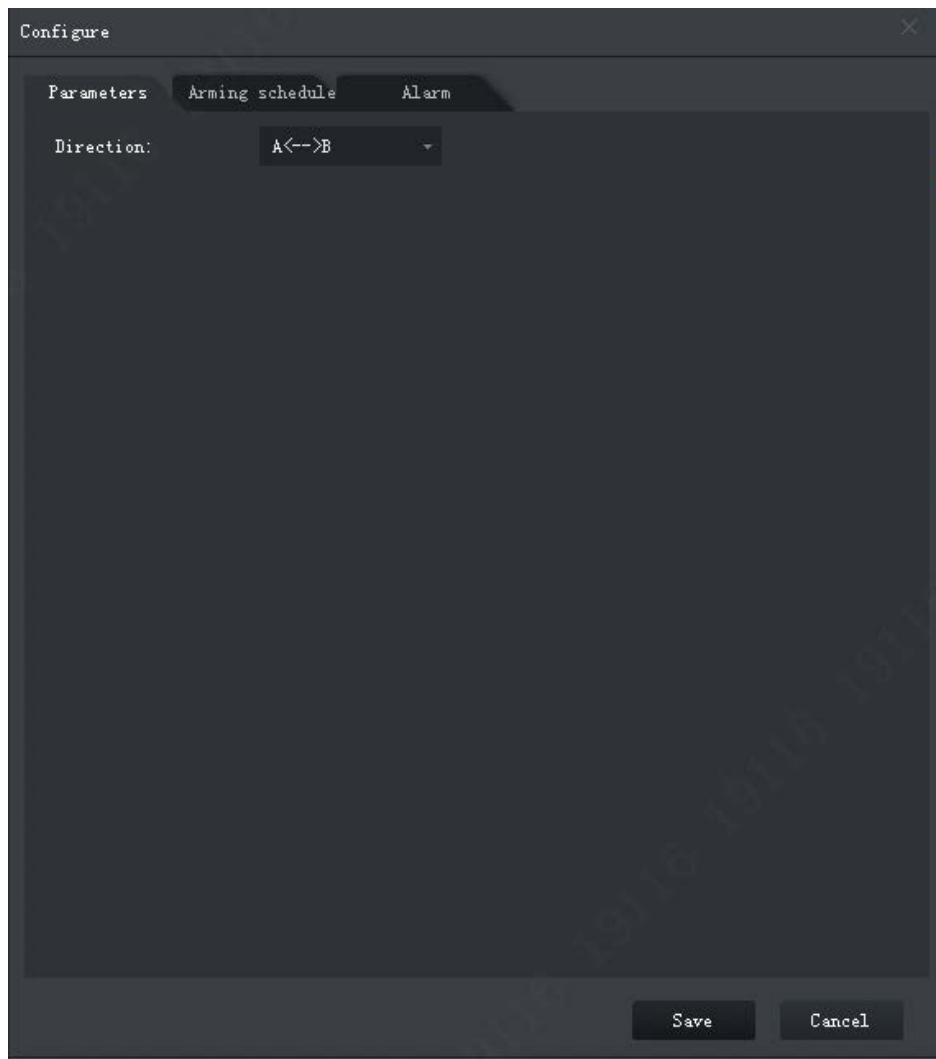 Configure
Parameters Arming schedule Alarm
Direction: A<-->B
Save Cancel